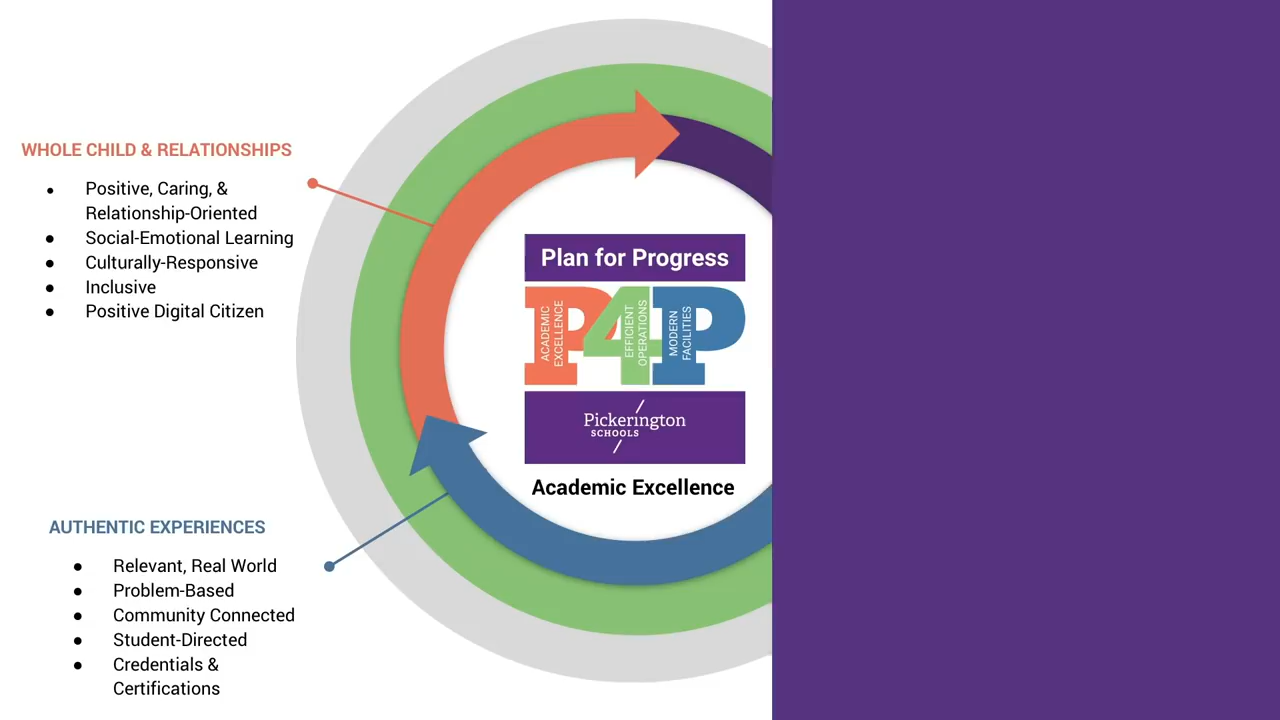 WHOLE CHILD & RELATIONSHIPS
● Positive, Caring, &
Relationship-Oriented
● Social-Emotional Learning
● Culturally-Responsive
● Inclusive
● Positive Digital Citizen
Plan for Progress
P4P
ACADEMIC
EXCELLENCE
EFFICIENT
OPERATIONS
MODERN
FACILITIES
Pickerington
SCHOOLS
Academic Excellence
AUTHENTIC EXPERIENCES
● Relevant, Real World
● Problem-Based
● Community Connected
● Student-Directed
● Credentials &
Certifications